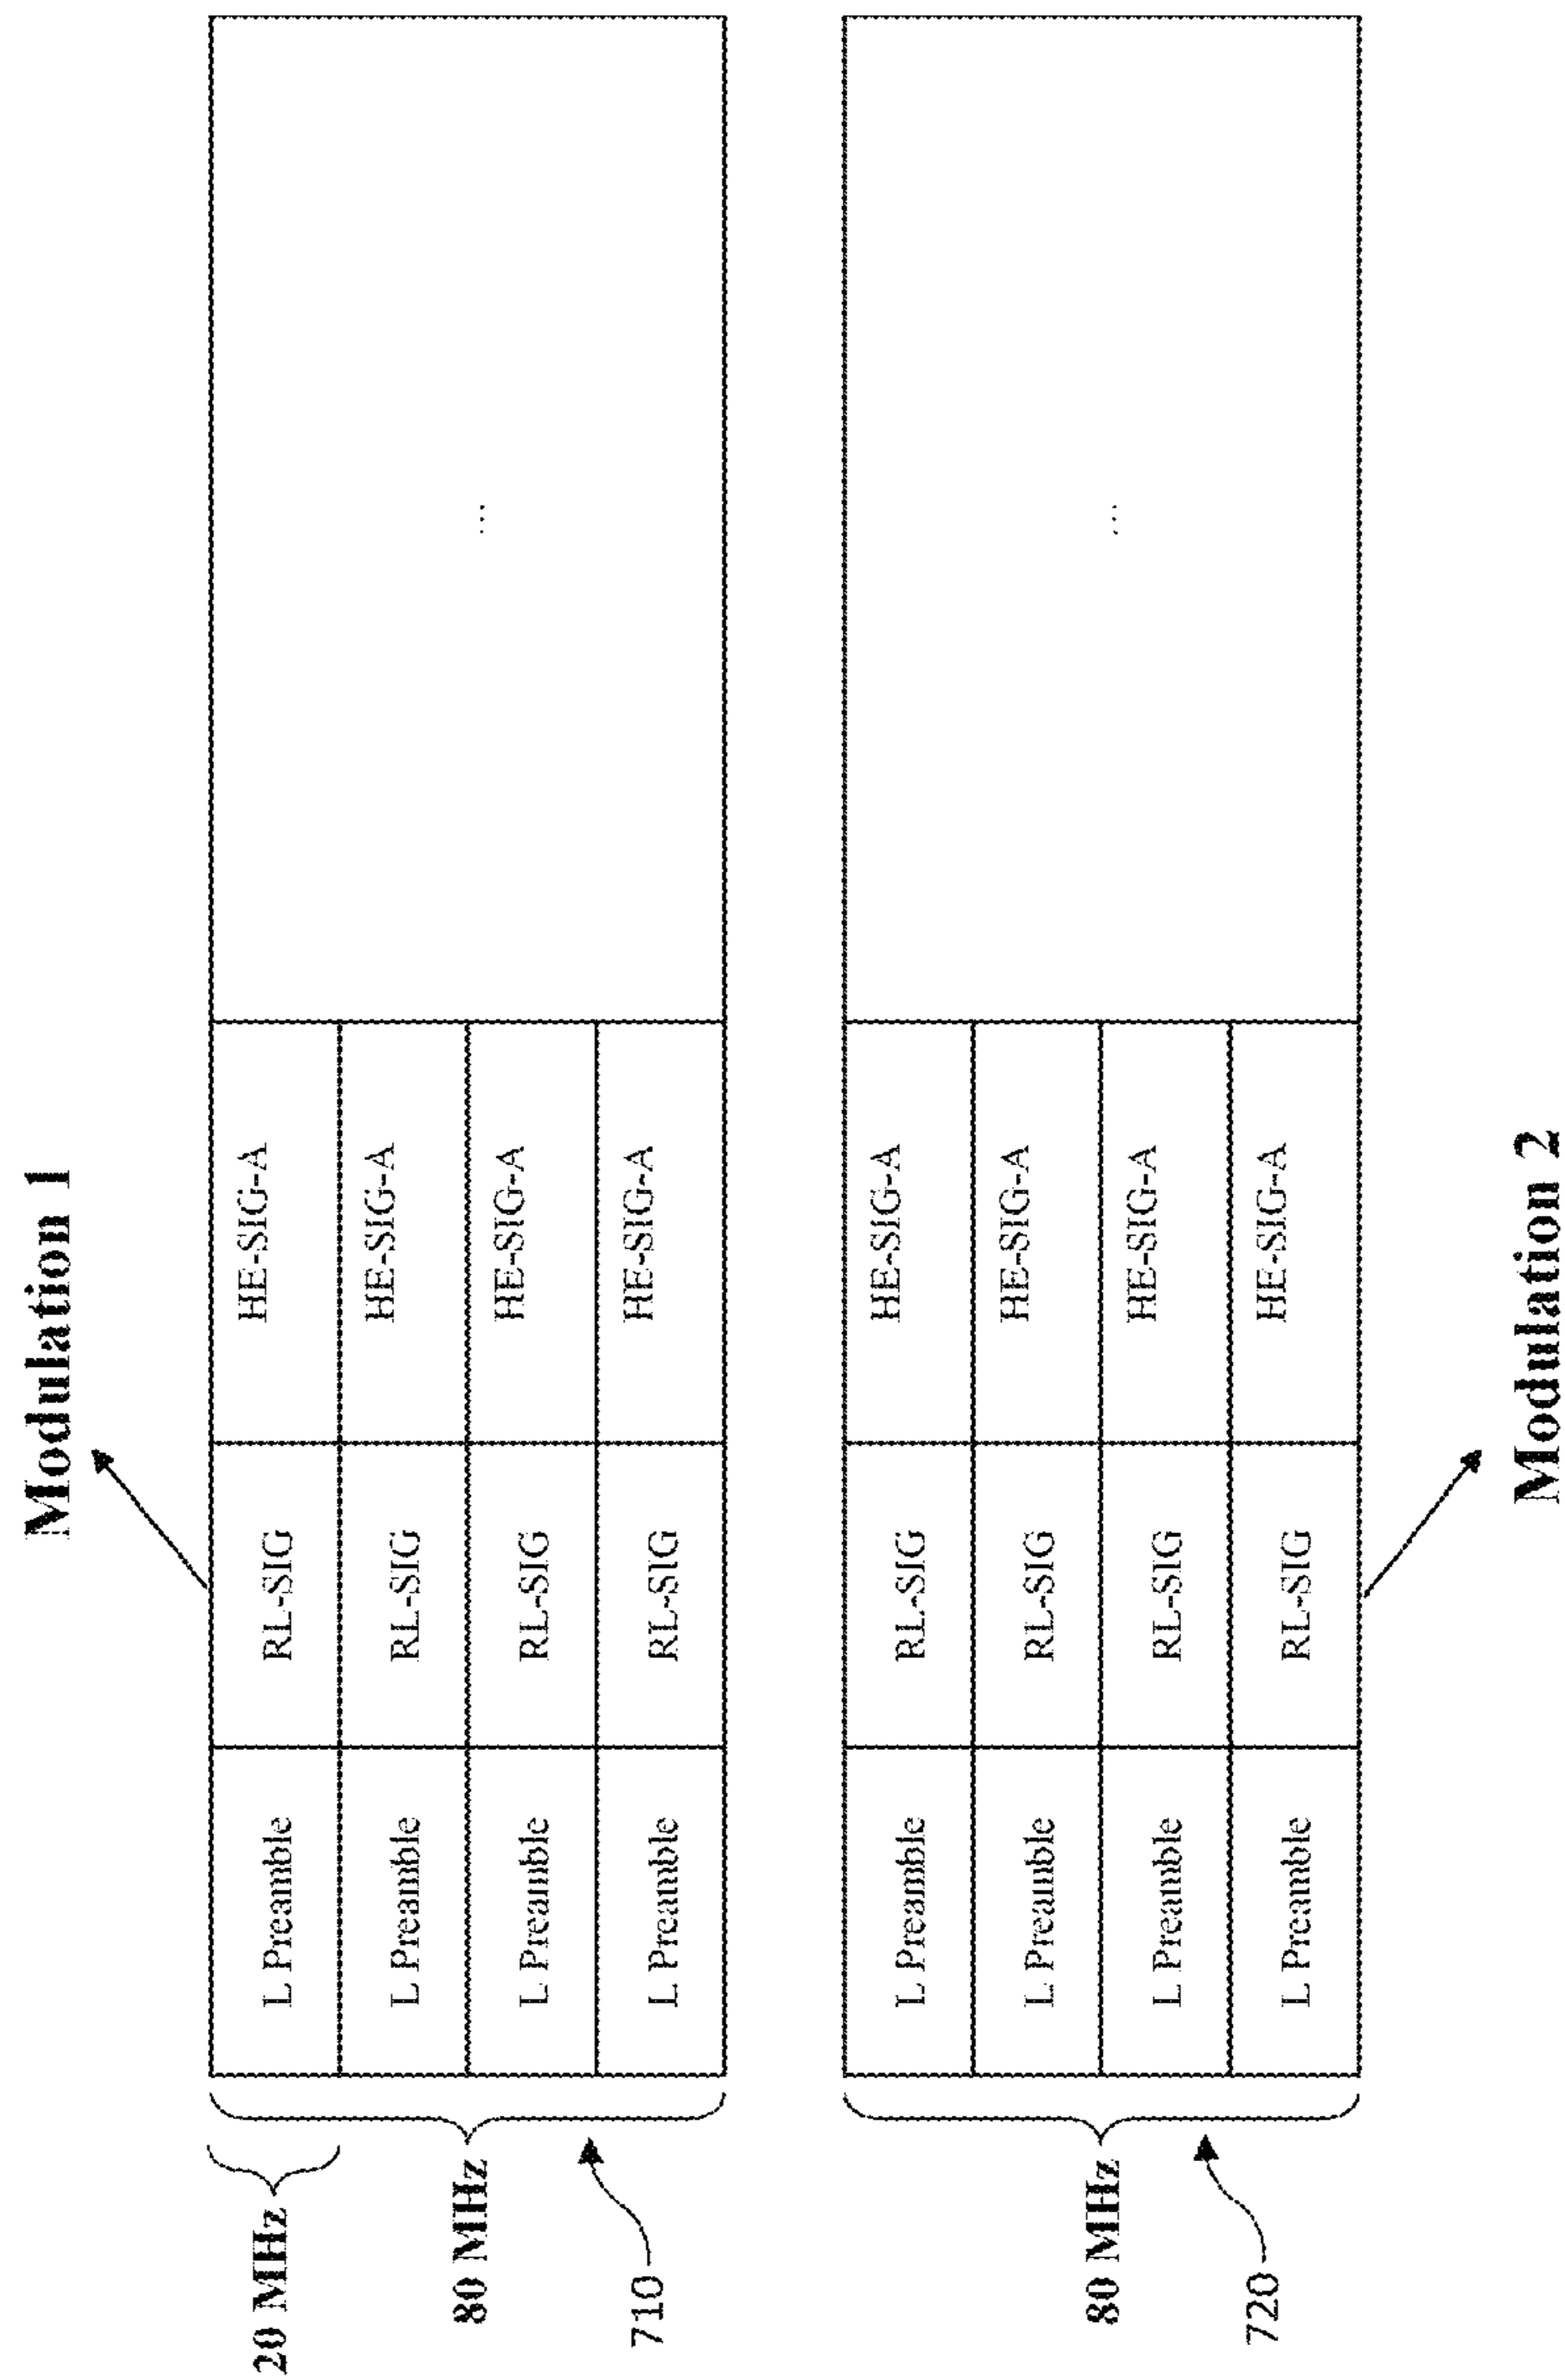 Modulation 1
20 MHz
80 MHz
710
L Preamble RL-SIG HE-SIG-A
L Preamble RL-SIG HE-SIG-A
L Preamble RL-SIG HE-SIG-A
L Preamble RL-SIG HE-SIG-A
...
80 MHz
720
L Preamble RL-SIG HE-SIG-A
L Preamble RL-SIG HE-SIG-A
L Preamble RL-SIG HE-SIG-A
L Preamble RL-SIG HE-SIG-A
...
Modulation 2